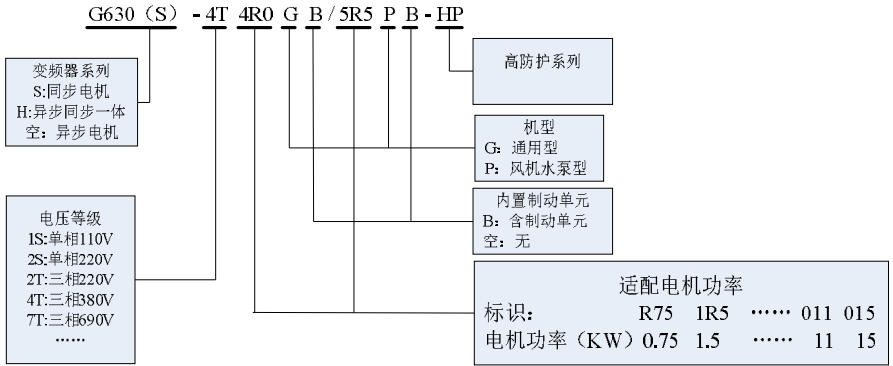 G630（S）-4T 4R0 G B/5R5 P B-HP
变频器系列
S:同步电机
H:异步同步一体
空：异步电机
高防护系列
机型
G：通用型
P：风机水泵型
内置制动单元
B：含制动单元
空：无
电压等级
1S:单相110V
2S:单相220V
2T:三相220V
4T:三相380V
7T:三相690V
……
适配电机功率
标识： R75 1R5 …… 011 015
电机功率（KW）0.75 1.5 …… 11 15